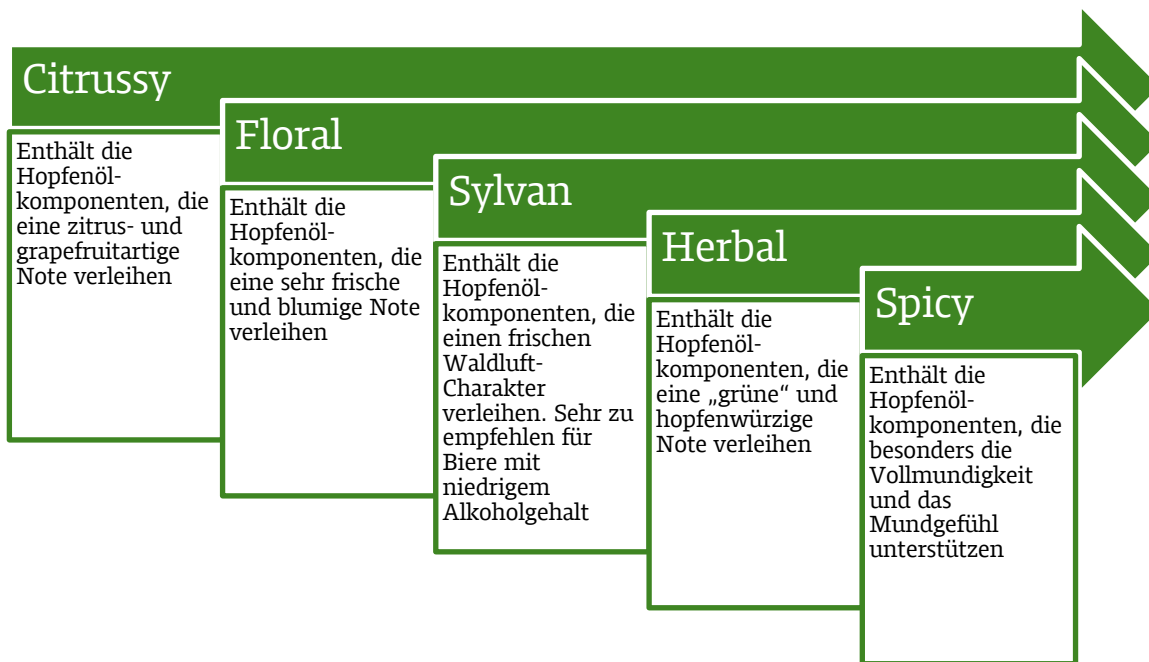 Citrussy
Enthält die
Hopfenöl-
komponenten, die
eine zitrus- und
grapefruitartige
Note verleihen
Floral
Enthält die
Hopfenöl-
komponenten, die
eine sehr frische
und blumige Note
verleihen
Sylvan
Enthält die
Hopfenöl-
komponenten, die
einen frischen
Waldluft-
Charakter
verleihen. Sehr zu
empfehlen für
Biere mit
niedrigem
Alkoholgehalt
Herbal
Enthält die
Hopfenöl-
komponenten, die
eine „grüne“ und
hopfenwürzige
Note verleihen
Spicy
Enthält die
Hopfenöl-
komponenten, die
besonders die
Vollmundigkeit
und das
Mundgefühl
unterstützen